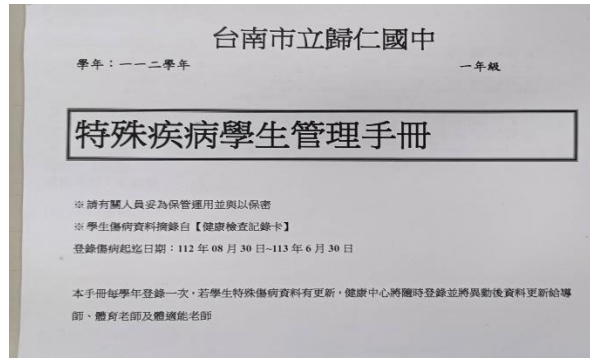 台南市立歸仁國中
學年：一一二學年 一年級
特殊疾病學生管理手冊
※請有關人員妥為保管運用並與以保密
※學生傷病資料摘錄自【健康檢查記錄卡】
登錄傷病起迄日期：112 年 08 月 30 日~113 年 6 月 30 日
本手冊每學年登錄一次，若學生特殊傷病資料有更新，健康中心將隨時登錄並將異動後資料更新給導
師、體育老師及體適能老師